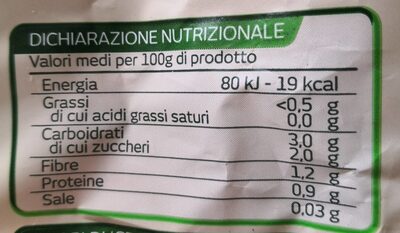 DICHIARAZIONE NUTRIZIONALE
Valori medi per 100g di prodotto
Energia 80 kJ - 19 kcal
Grassi <0,5 g
di cui acidi grassi saturi 0,0 g
Carboidrati 3,0 g
di cui zuccheri 2,0 g
Fibre 1,2 g
Proteine 0,9 g
Sale 0,03 g